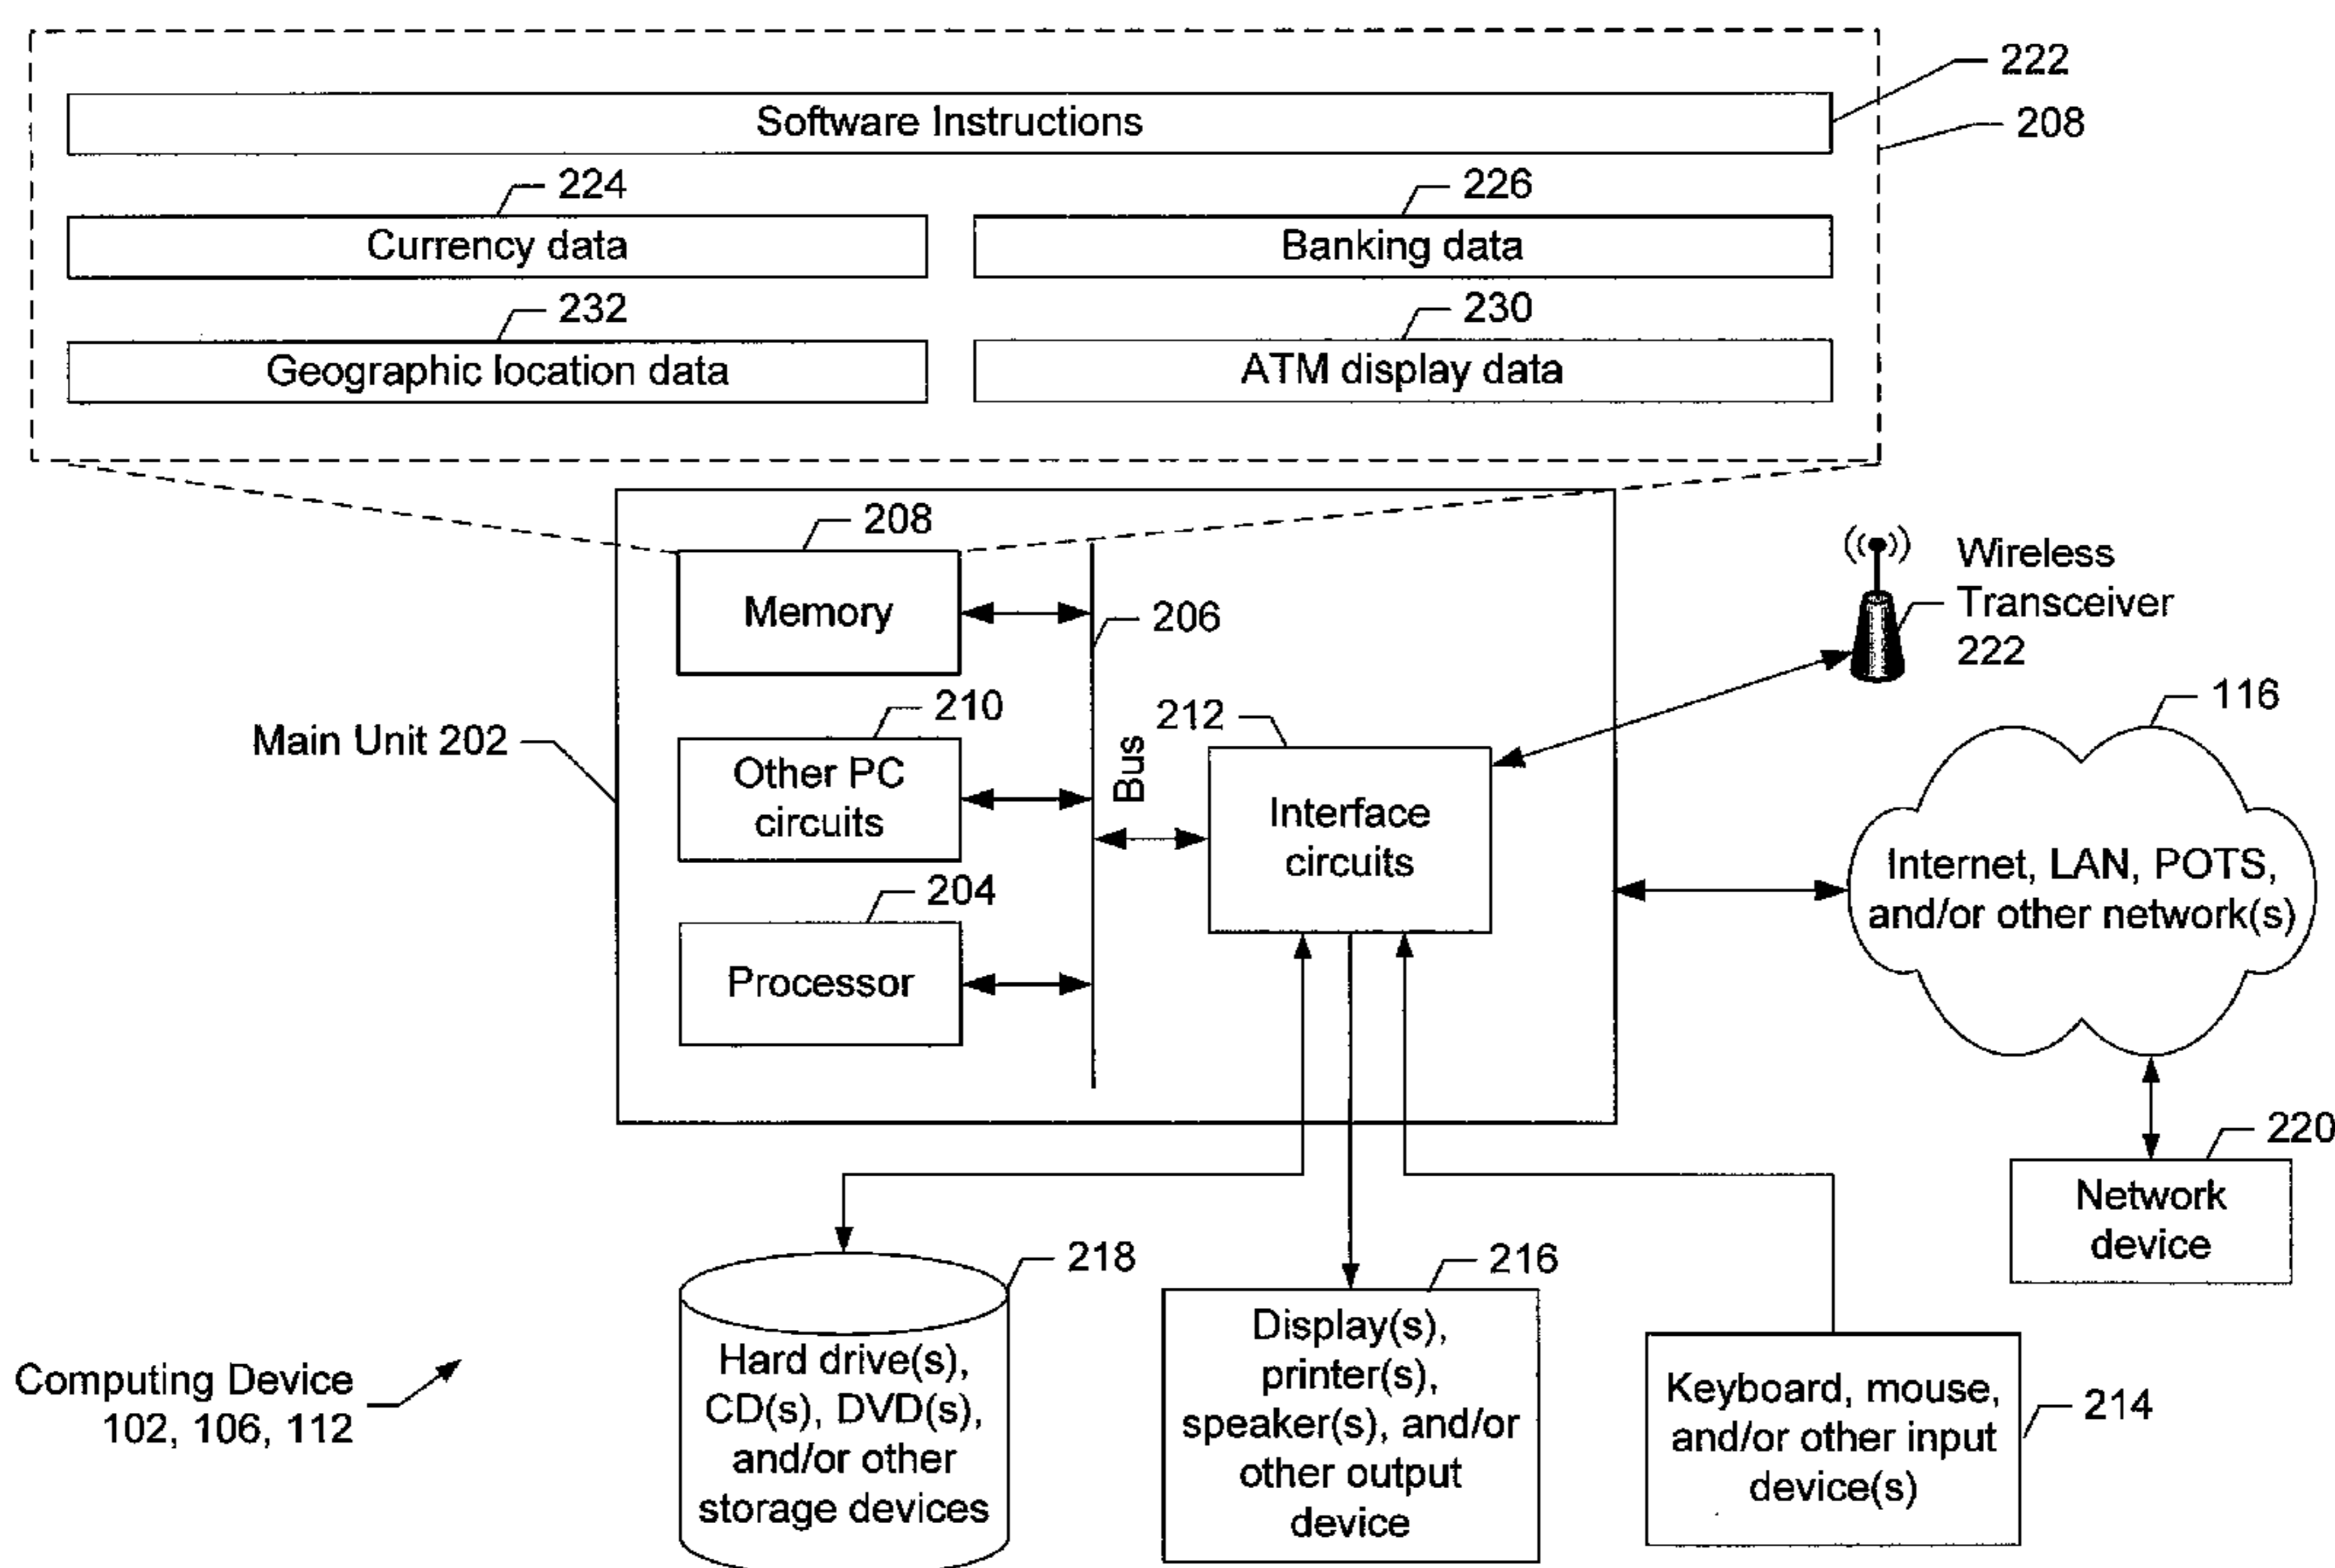 222
Software Instructions
208
224
226
Currency data
Banking data
232
230
Geographic location data
ATM display data
208
Memory
206
Wireless
Transceiver
222
210
212
116
Main Unit 202
Other PC
circuits
Bus
Interface
circuits
Internet, LAN, POTS,
and/or other network(s)
204
Processor
220
Network
device
218
216
Hard drive(s),
CD(s), DVD(s),
and/or other
storage devices
Display(s),
printer(s),
speaker(s), and/or
other output
device
Keyboard, mouse,
and/or other input
device(s)
214
Computing Device
102, 106, 112